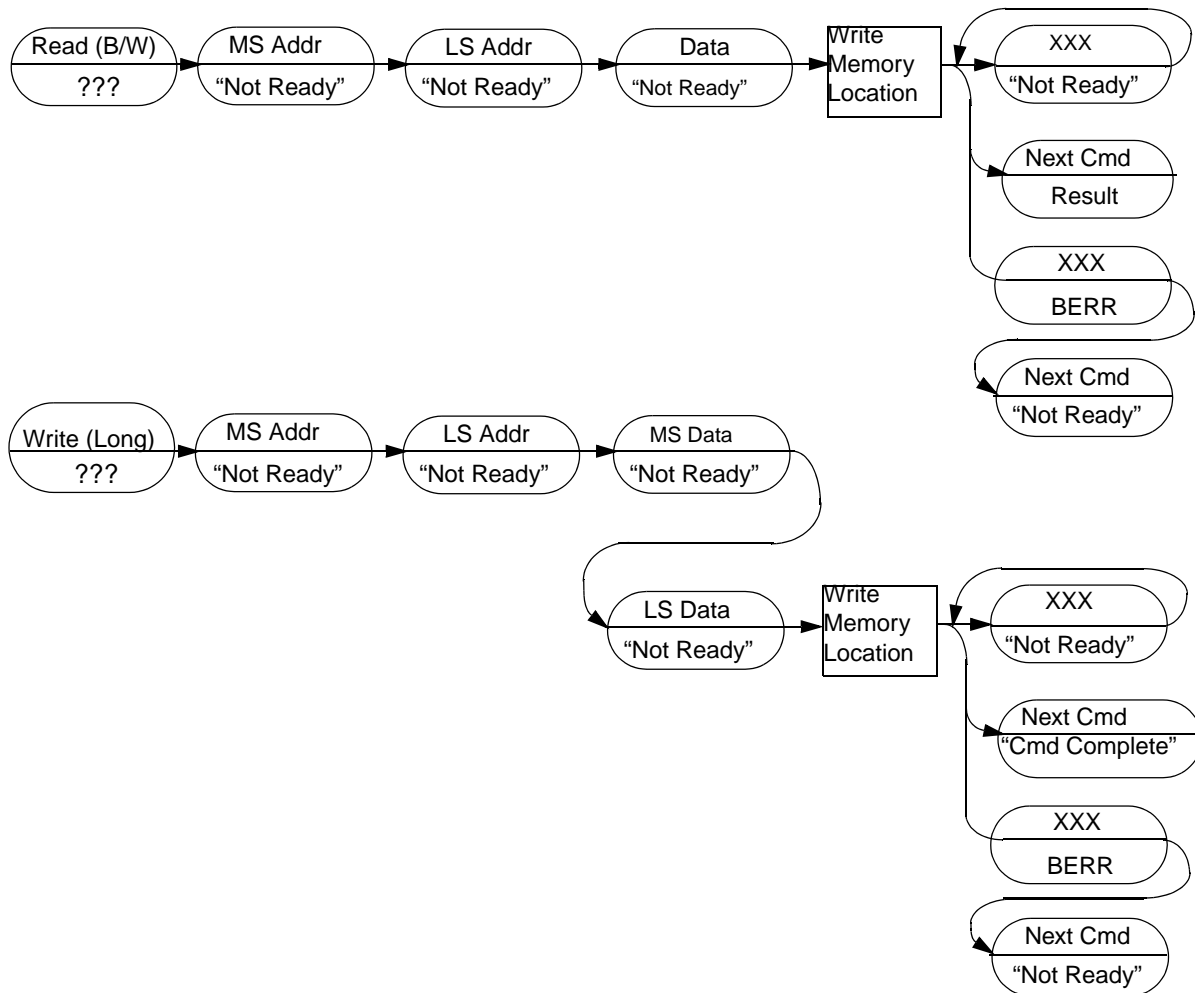 Read (B/W)
???
MS Addr
“Not Ready”
LS Addr
“Not Ready”
Data
“Not Ready”
Write
Memory
Location
XXX
“Not Ready”
Next Cmd
Result
XXX
BERR
Next Cmd
“Not Ready”
Write (Long)
???
MS Addr
“Not Ready”
LS Addr
“Not Ready”
MS Data
“Not Ready”
LS Data
“Not Ready”
Write
Memory
Location
XXX
“Not Ready”
Next Cmd
“Cmd Complete”
XXX
BERR
Next Cmd
“Not Ready”